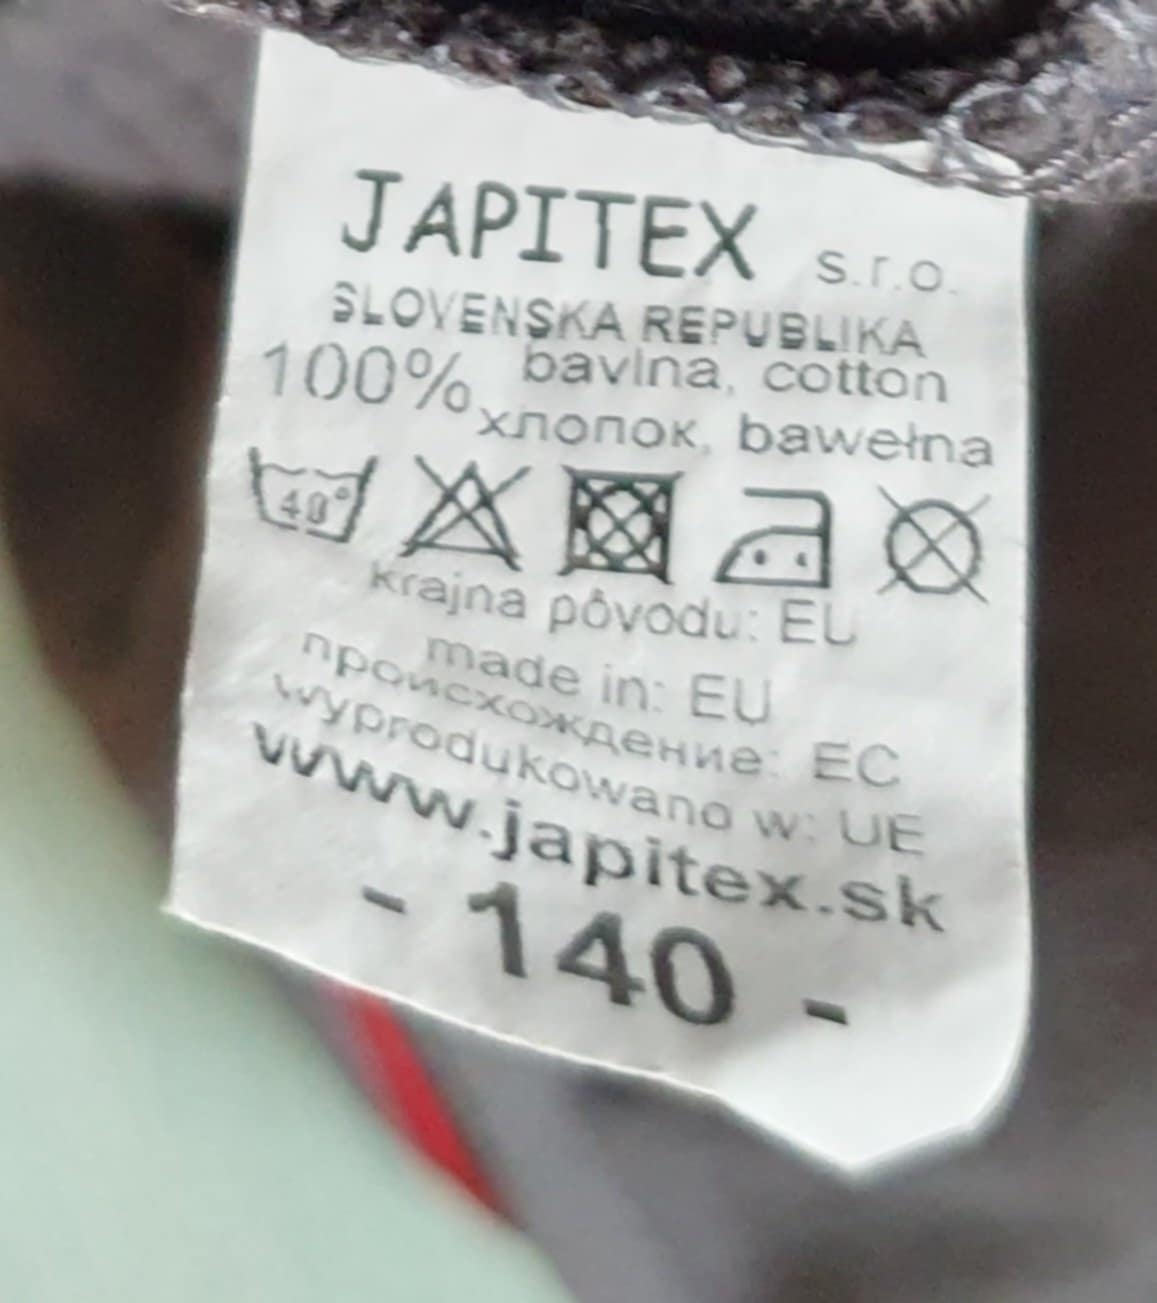 JAPITEX s.r.o.
SLOVENSKA REPUBLIKA
100% bavlna, cotton
хлопок, bawełna
40°
krajna pôvodu: EU
made in: EU
происхождение: EC
wyprodukowano w: UE
www.japitex.sk
- 140 -